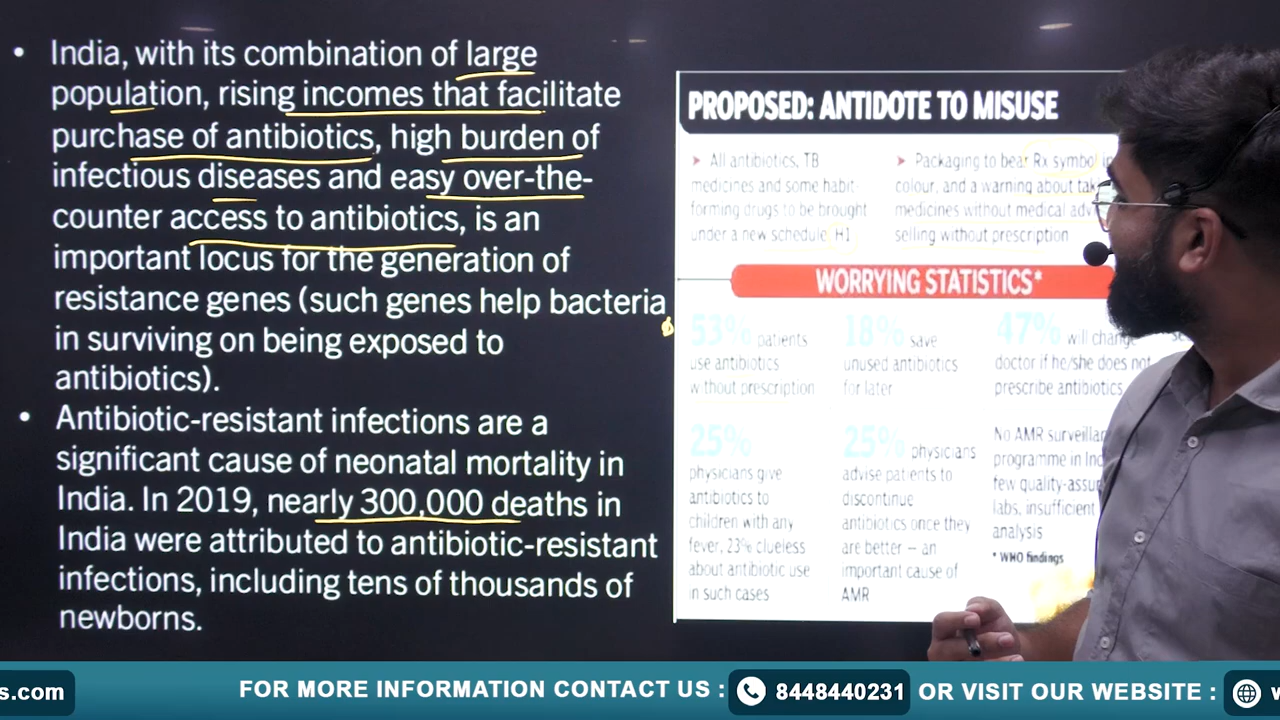 • India, with its combination of large
population, rising incomes that facilitate
purchase of antibiotics, high burden of
infectious diseases and easy over-the-
counter access to antibiotics, is an
important locus for the generation of
resistance genes (such genes help bacteria
in surviving on being exposed to
antibiotics).
• Antibiotic-resistant infections are a
significant cause of neonatal mortality in
India. In 2019, nearly 300,000 deaths in
India were attributed to antibiotic-resistant
infections, including tens of thousands of
newborns.
PROPOSED: ANTIDOTE TO MISUSE
All antibiotics, TB
medicines and some habit-
forming drugs to be brought
under a new schedule H1
Packaging to bear Rx symbol in
colour, and a warning about
medicines without medical
selling without prescription
WORRYING STATISTICS*
53% patients
use antibiotics
without prescription
18% save
unused antibiotics
for later
47% will change
doctor if he/she does not
prescribe antibiotics
25%
physicians give
antibiotics to
children with any
fever, 23% clueless
about antibiotic use
in such cases
25% physicians
advise patients to
discontinue
antibiotics once they
are better – an
important cause of
AMR
No AMR
programme in
few
labs, insufficient
analysis
* WHO findings
s.com
FOR MORE INFORMATION CONTACT US :
8448440231
OR VISIT OUR WEBSITE :
w